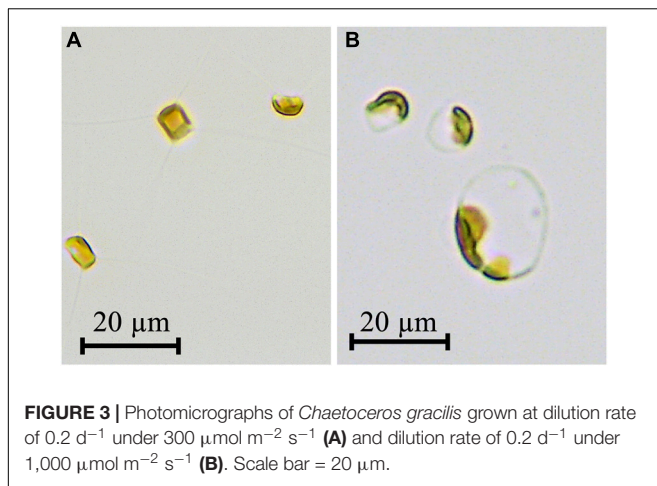 A
B
20 µm
20 µm
FIGURE 3 | Photomicrographs of Chaetoceros gracilis grown at dilution rate
of 0.2 d−1 under 300 µmol m−2 s−1 (A) and dilution rate of 0.2 d−1 under
1,000 µmol m−2 s−1 (B). Scale bar = 20 µm.